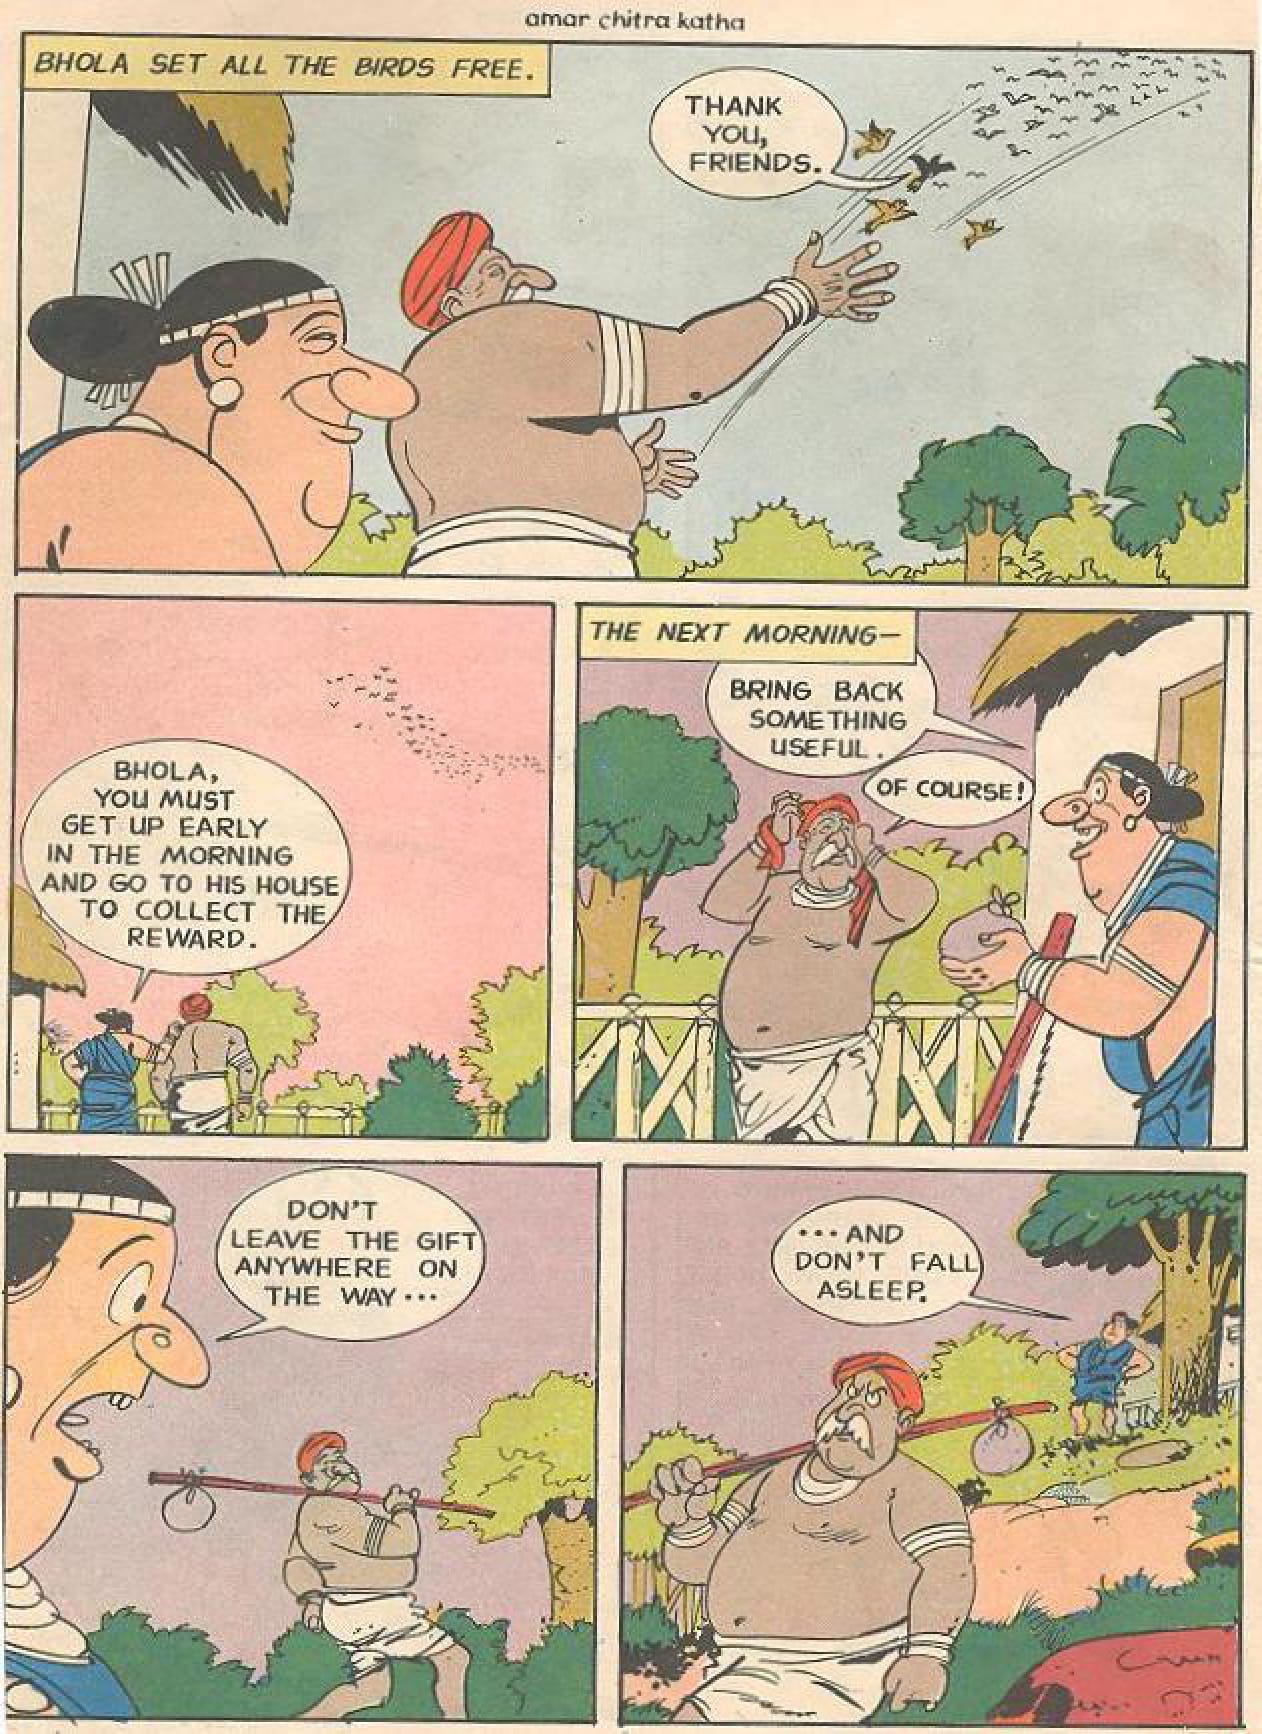 amar chitra katha
BHOLA SET ALL THE BIRDS FREE.
THANK
YOU,
FRIENDS.
BHOLA,
YOU MUST
GET UP EARLY
IN THE MORNING
AND GO TO HIS HOUSE
TO COLLECT THE
REWARD.
THE NEXT MORNING—
BRING BACK
SOMETHING
USEFUL.
OF COURSE!
DON'T
LEAVE THE GIFT
ANYWHERE ON
THE WAY...
...AND
DON'T FALL
ASLEEP.